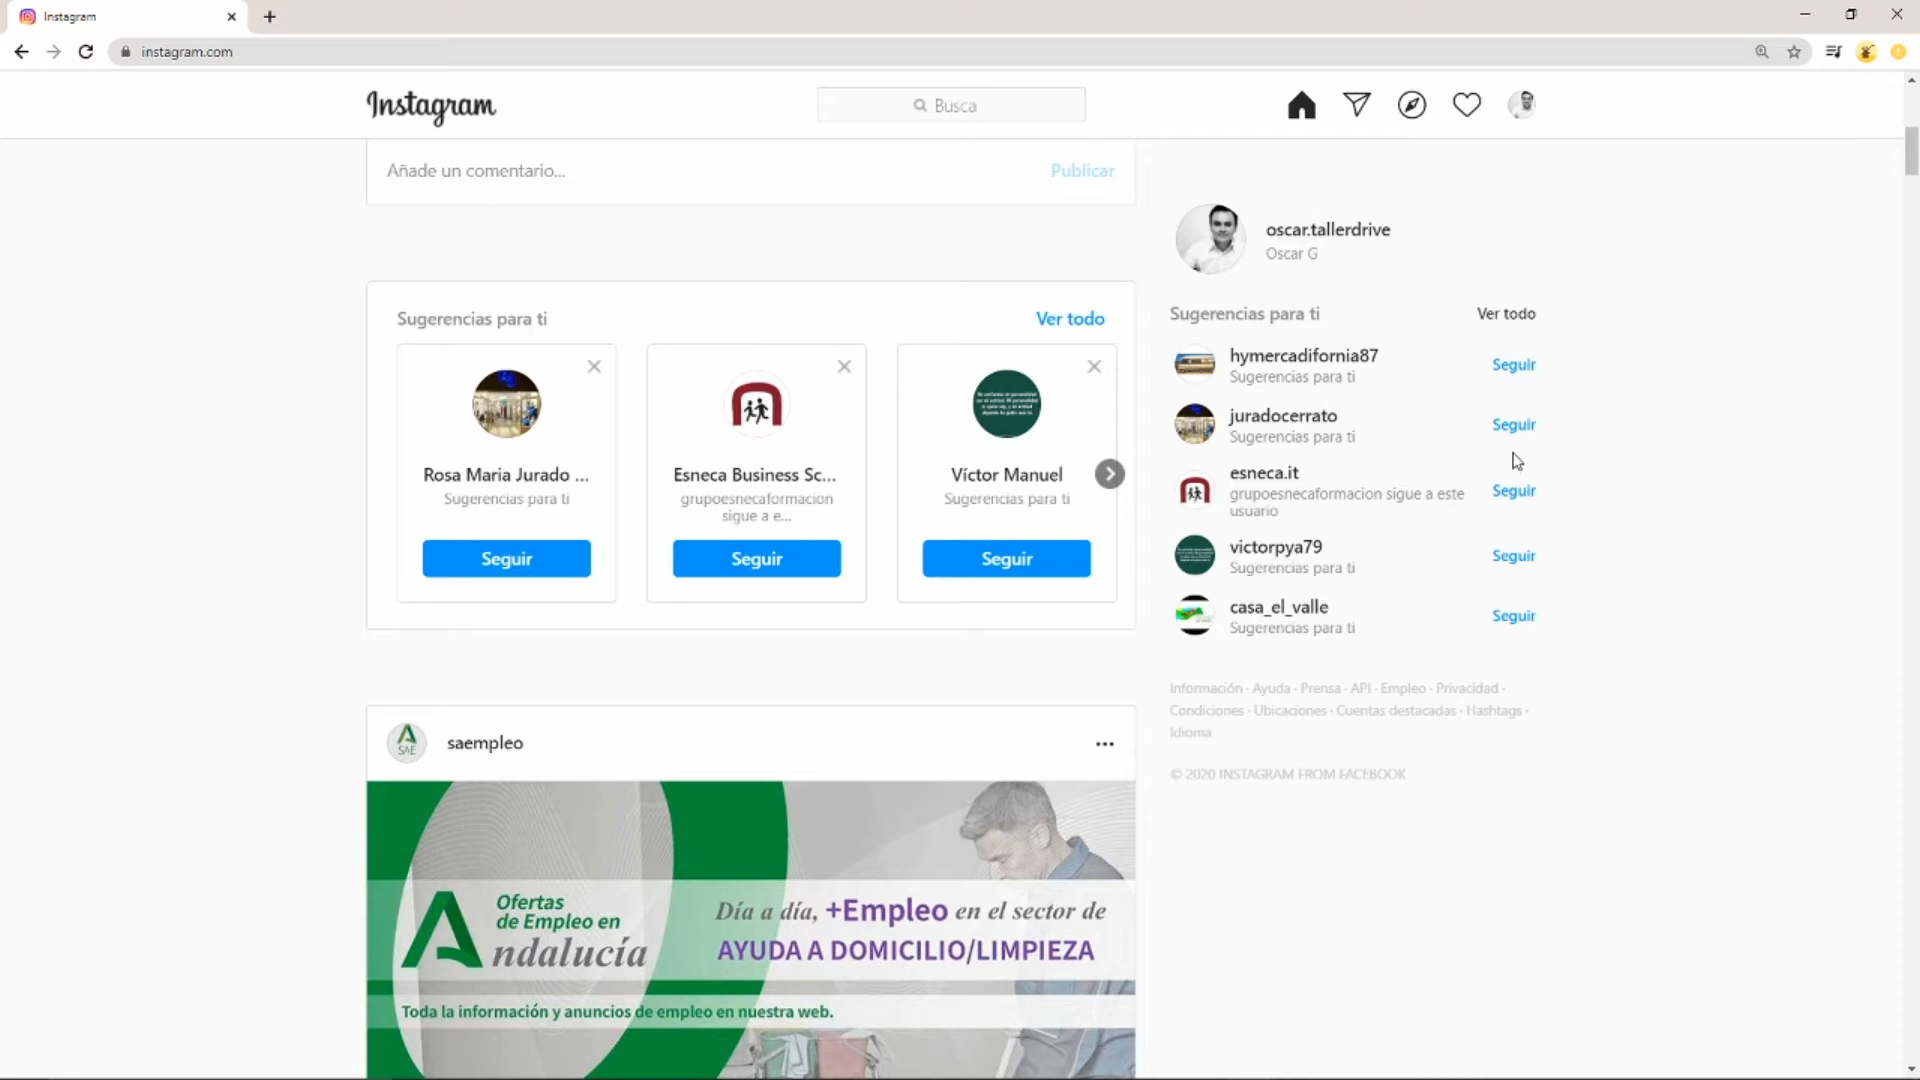 Instagram
instagram.com
Instagram
Busca
Añade un comentario...
Publicar
oscar.tallerdrive
Oscar G
Sugerencias para ti
Ver todo
Rosa Maria Jurado ...
Sugerencias para ti
Seguir
Esneca Business Sc...
grupoesnecaformacion
sigue a e...
Seguir
Víctor Manuel
Sugerencias para ti
Seguir
Sugerencias para ti
Ver todo
hymercadifornia87
Sugerencias para ti
Seguir
juradocerrato
Sugerencias para ti
Seguir
esneca.it
grupoesnecaformacion sigue a este
usuario
Seguir
victorpya79
Sugerencias para ti
Seguir
casa_el_valle
Sugerencias para ti
Seguir
Información · Ayuda · Prensa · API · Empleo · Privacidad ·
Condiciones · Ubicaciones · Cuentas destacadas · Hashtags ·
Idioma
© 2020 INSTAGRAM FROM FACEBOOK
SAE
saempleo
Ofertas
de Empleo en
Andalucía
Día a día, +Empleo en el sector de
AYUDA A DOMICILIO/LIMPIEZA
Toda la información y anuncios de empleo en nuestra web.